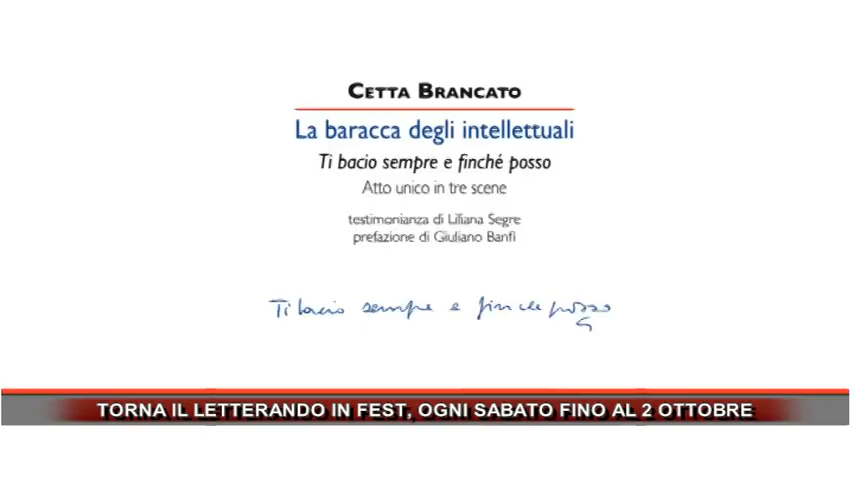 CETTA BRANCATO
La baracca degli intellettuali
Ti bacio sempre e finché posso
Atto unico in tre scene
testimonianza di Liliana Segre
prefazione di Giuliano Banfi
Ti bacio sempre e finche posso
TORNA IL LETTERANDO IN FEST, OGNI SABATO FINO AL 2 OTTOBRE